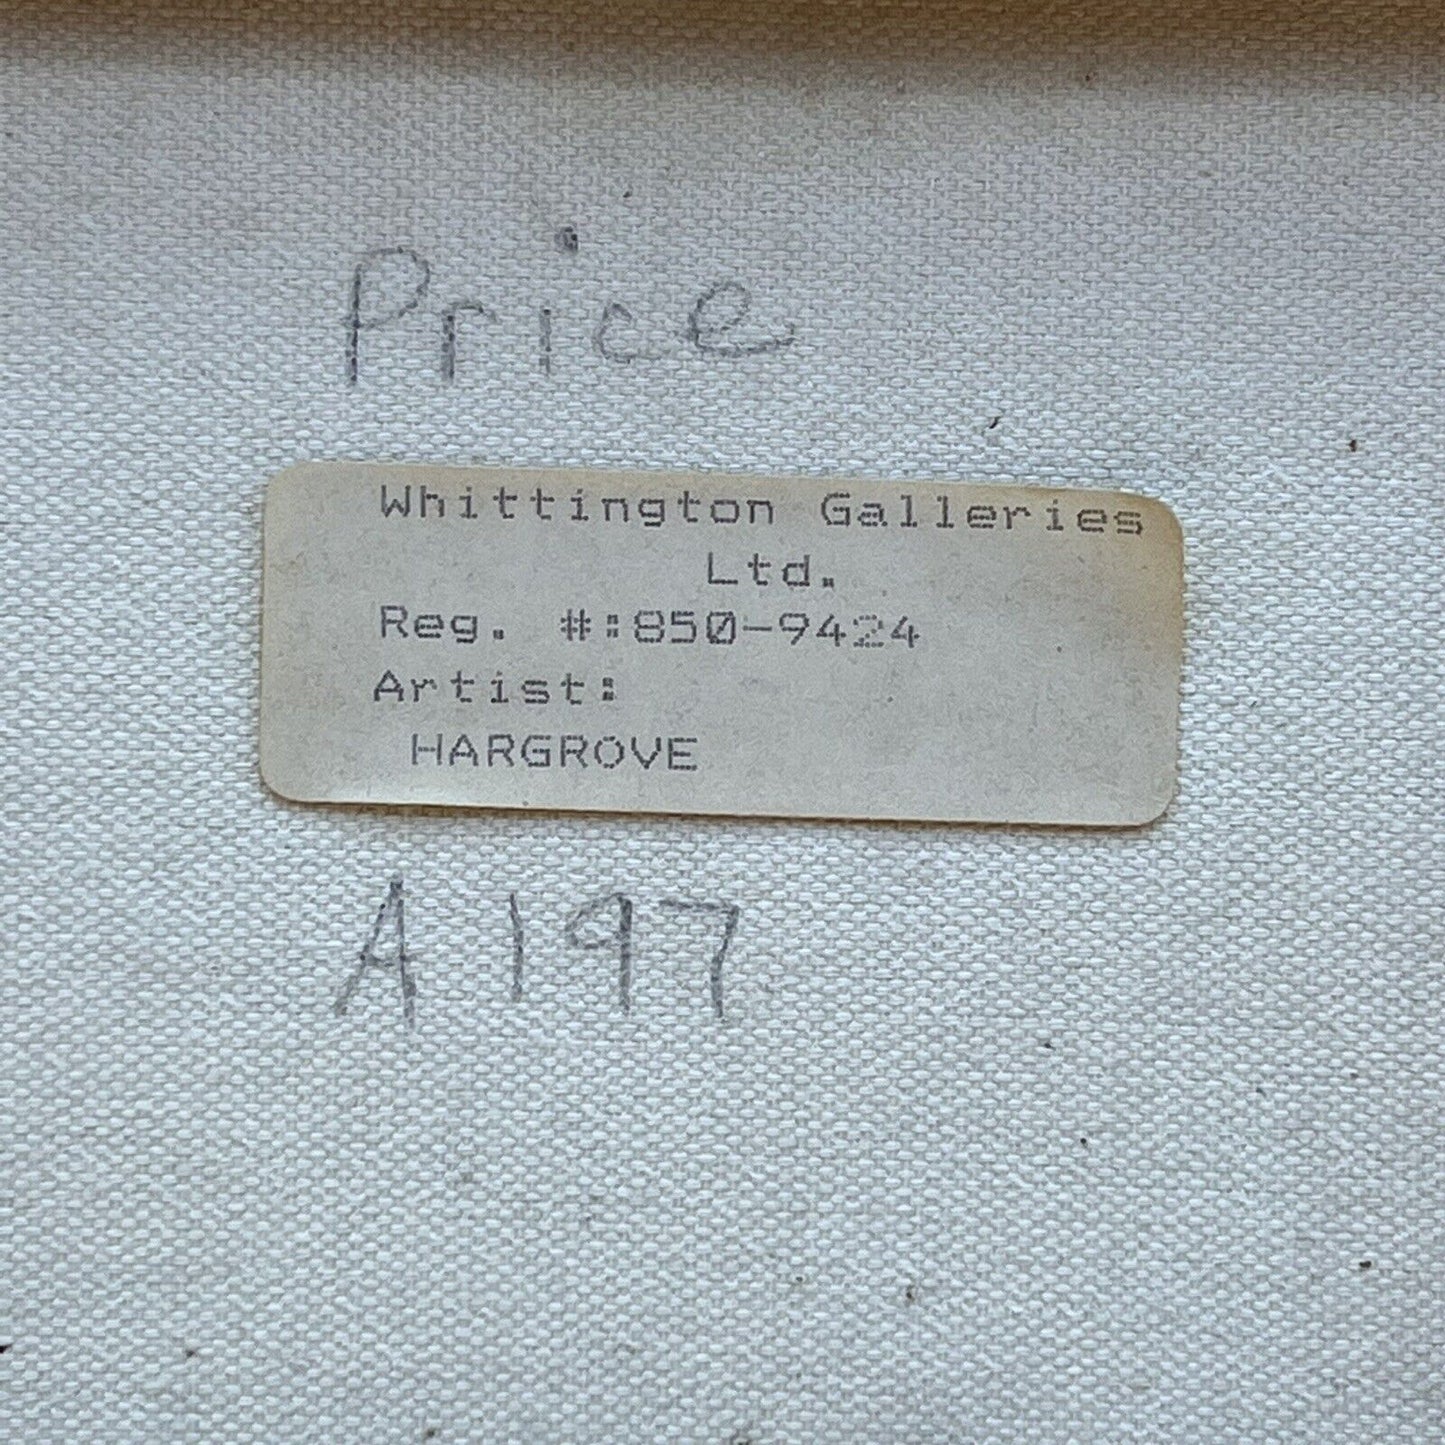 Price
Whittington Galleries
Ltd.
Reg. #:850-9424
Artist:
HARGROVE
A197